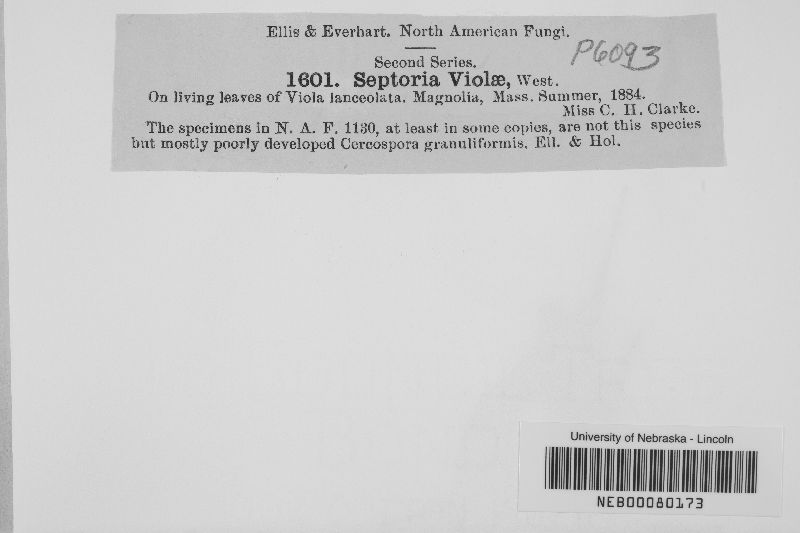 Ellis & Everhart. North American Fungi.
P6093
Second Series.
1601. Septoria Violæ, West.
On living leaves of Viola lanceolata. Magnolia, Mass. Summer, 1884.
Miss C. H. Clarke.
The specimens in N. A. F. 1130, at least in some copies, are not this species
but mostly poorly developed Cercospora granuliformis, Ell. & Hol.
University of Nebraska - Lincoln
NEB00080173